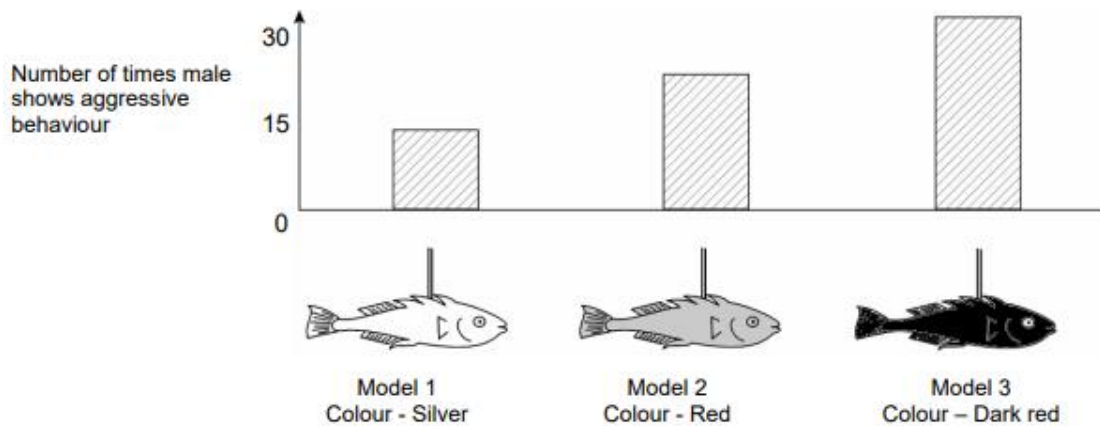 30
Number of times male
shows aggressive
behaviour
15
0
Model 1
Colour - Silver
Model 2
Colour - Red
Model 3
Colour – Dark red